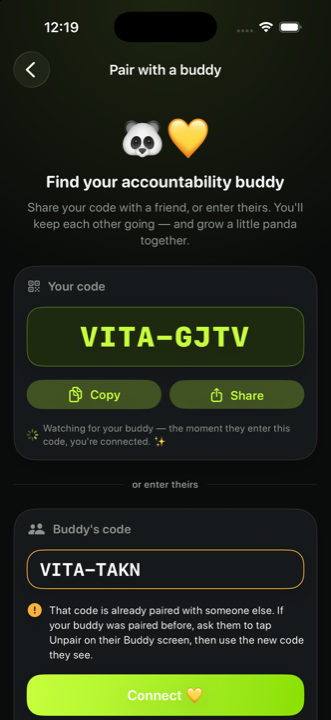 12:19
Pair with a buddy
Find your accountability buddy
Share your code with a friend, or enter theirs. You'll
keep each other going — and grow a little panda
together.
Your code
VITA-GJTV
Copy
Share
Watching for your buddy — the moment they enter this
code, you're connected. ✨
or enter theirs
Buddy's code
VITA-TAKN
That code is already paired with someone else. If
your buddy was paired before, ask them to tap
Unpair on their Buddy screen, then use the new code
they see.
Connect 💛